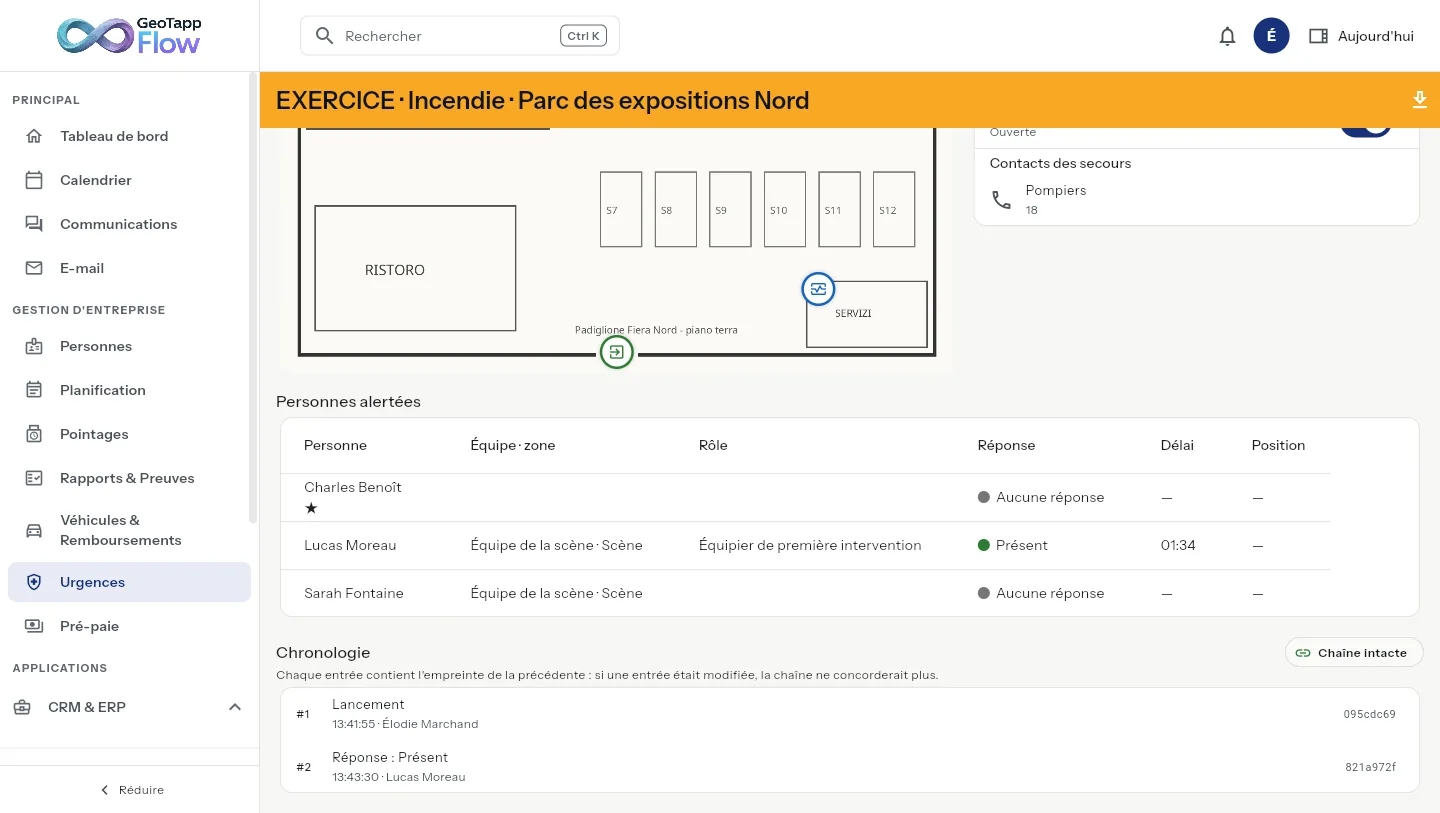 GeoTapp
Flow
Rechercher
Ctrl K
É
Aujourd'hui
PRINCIPAL
Tableau de bord
Calendrier
Communications
E-mail
GESTION D'ENTREPRISE
Personnes
Planification
Pointages
Rapports & Preuves
Véhicules &
Remboursements
Urgences
Pré-paie
APPLICATIONS
CRM & ERP
Réduire
EXERCICE · Incendie · Parc des expositions Nord
Ouverte
Contacts des secours
Pompiers
18
S7
S8
S9
S10
S11
S12
RISTORO
SERVIZI
Padiglione Fiera Nord - piano terra
Personnes alertées
Personne
Équipe · zone
Rôle
Réponse
Délai
Position
Charles Benoît
★
Aucune réponse
—
—
Lucas Moreau
Équipe de la scène · Scène
Équipier de première intervention
Présent
01:34
—
Sarah Fontaine
Équipe de la scène · Scène
Aucune réponse
—
—
Chronologie
Chaîne intacte
Chaque entrée contient l'empreinte de la précédente : si une entrée était modifiée, la chaîne ne concorderait plus.
#1
Lancement
13:41:55 · Élodie Marchand
095cdc69
#2
Réponse : Présent
13:43:30 · Lucas Moreau
821a972f